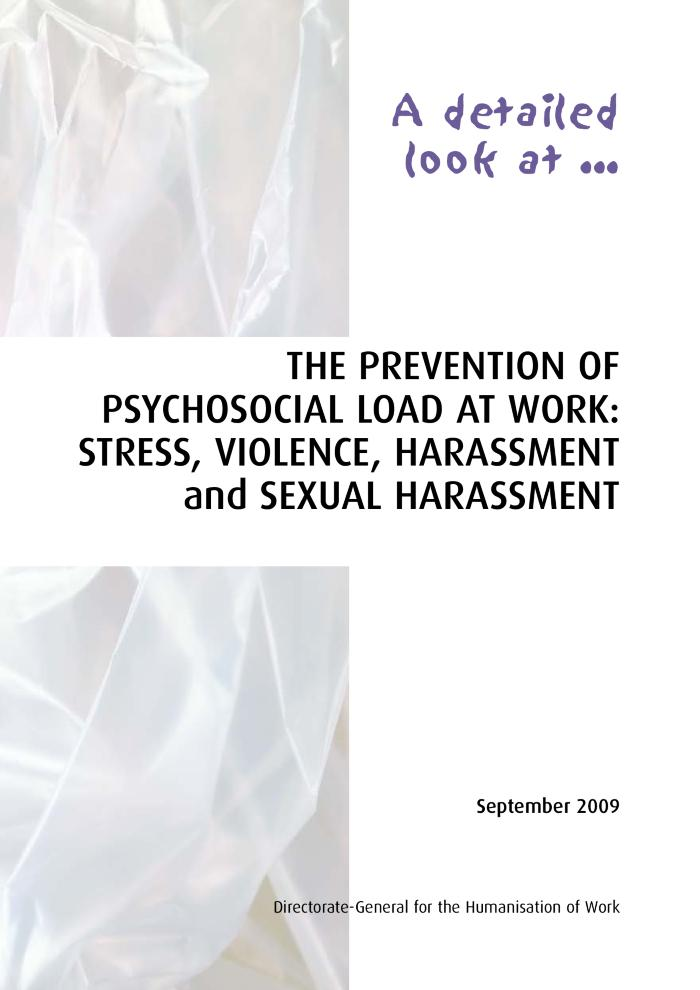 A detailed
look at ...
THE PREVENTION OF
PSYCHOSOCIAL LOAD AT WORK:
STRESS, VIOLENCE, HARASSMENT
and SEXUAL HARASSMENT
September 2009
Directorate-General for the Humanisation of Work